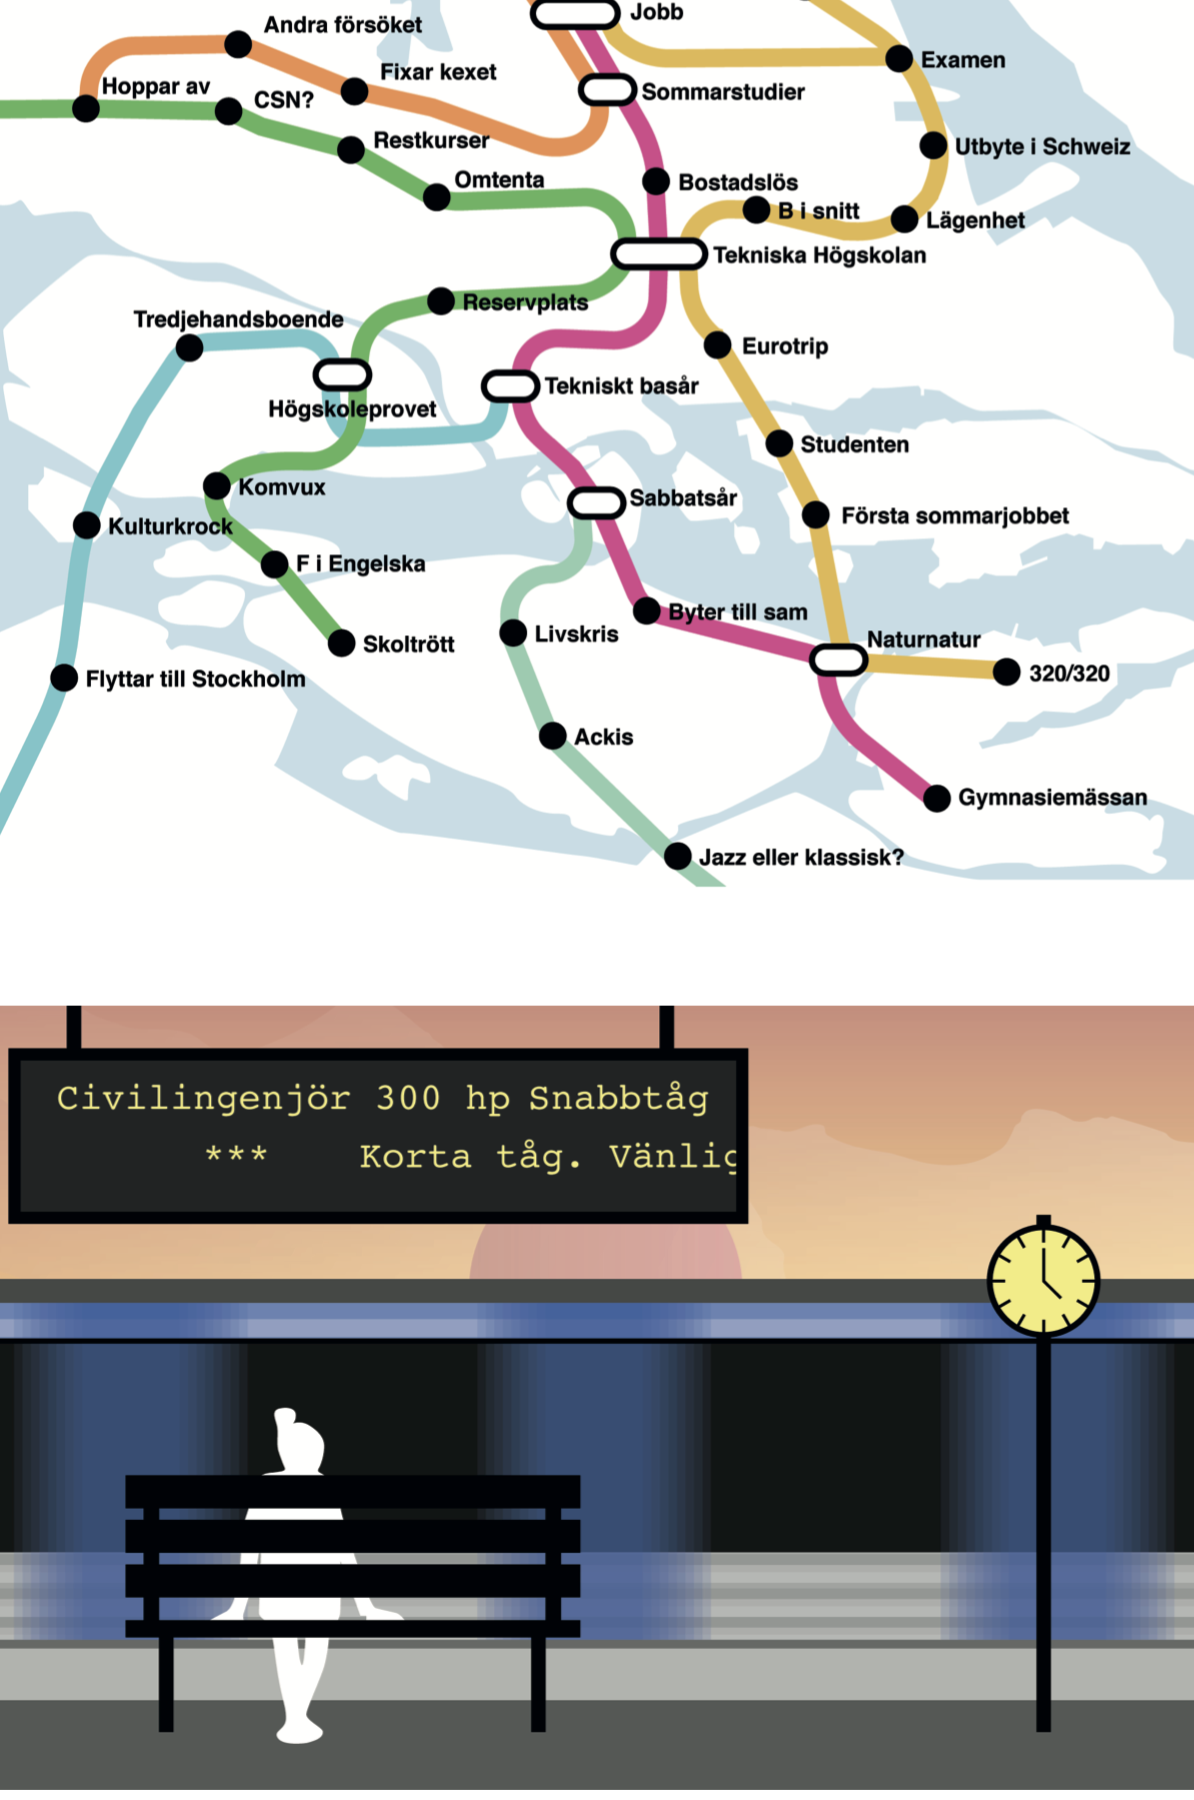 Jobb
Andra försöket
Examen
Fixar kexet
Hoppar av
Sommarstudier
CSN?
Restkurser
Utbyte i Schweiz
Omtenta
Bostadslös
B i snitt
Lägenhet
Tekniska Högskolan
Reservplats
Tredjehandsboende
Eurotrip
Tekniskt basår
Högskoleprovet
Studenten
Komvux
Sabbatsår
Första sommarjobbet
Kulturkrock
F i Engelska
Byter till sam
Livskris
Naturnatur
Skoltrött
320/320
Flyttar till Stockholm
Ackis
Gymnasiemässan
Jazz eller klassisk?
Civilingenjör 300 hp Snabbtåg
*** Korta tåg. Vänlig